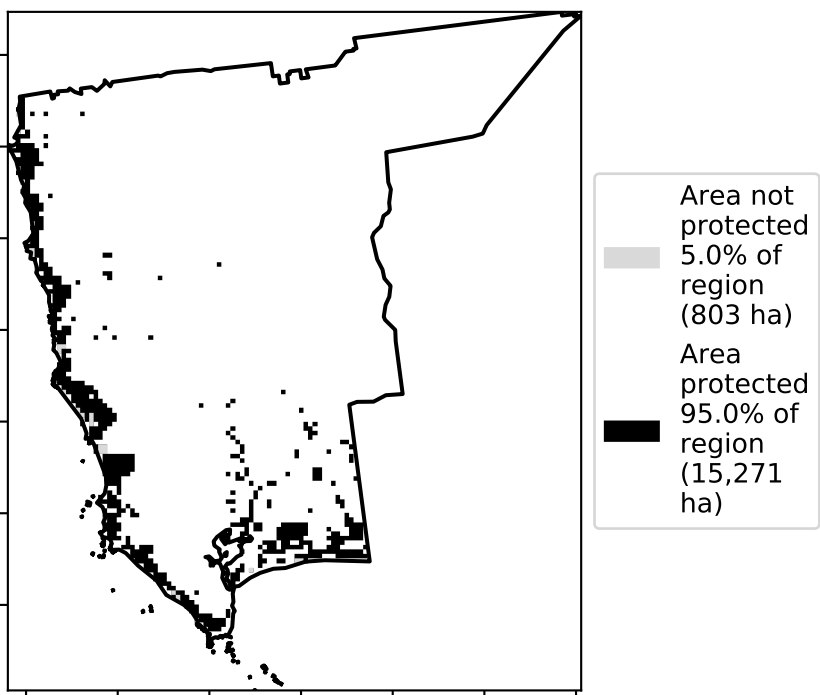 Area not
protected
5.0% of
region
(803 ha)
Area
protected
95.0% of
region
(15,271
ha)